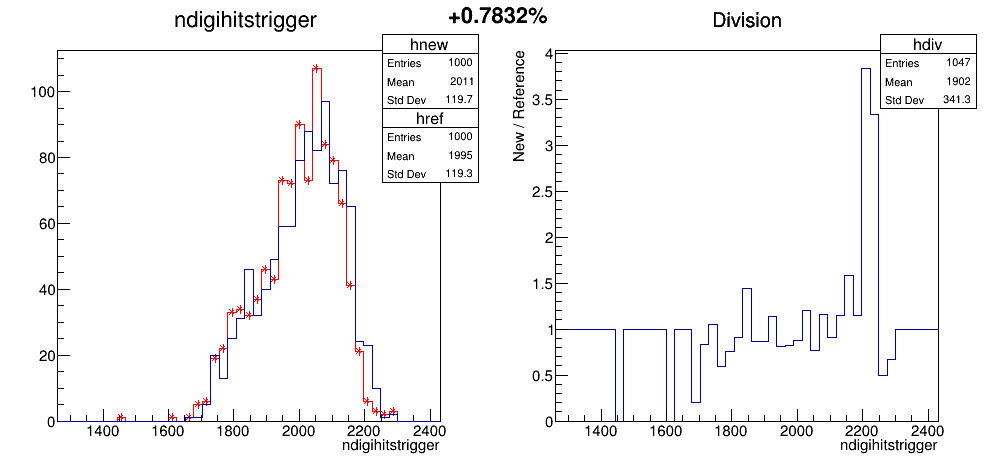 +0.7832%
ndigihitstrigger
hnew
Entries 1000
Mean 2011
Std Dev 119.7
href
Entries 1000
Mean 1995
Std Dev 119.3
100
80
60
40
20
0
1400 1600 1800 2000 2200 2400
ndigihitstrigger
Division
hdiv
Entries 1047
Mean 1902
Std Dev 341.3
New / Reference
4
3.5
3
2.5
2
1.5
1
0.5
0
1400 1600 1800 2000 2200 2400
ndigihitstrigger